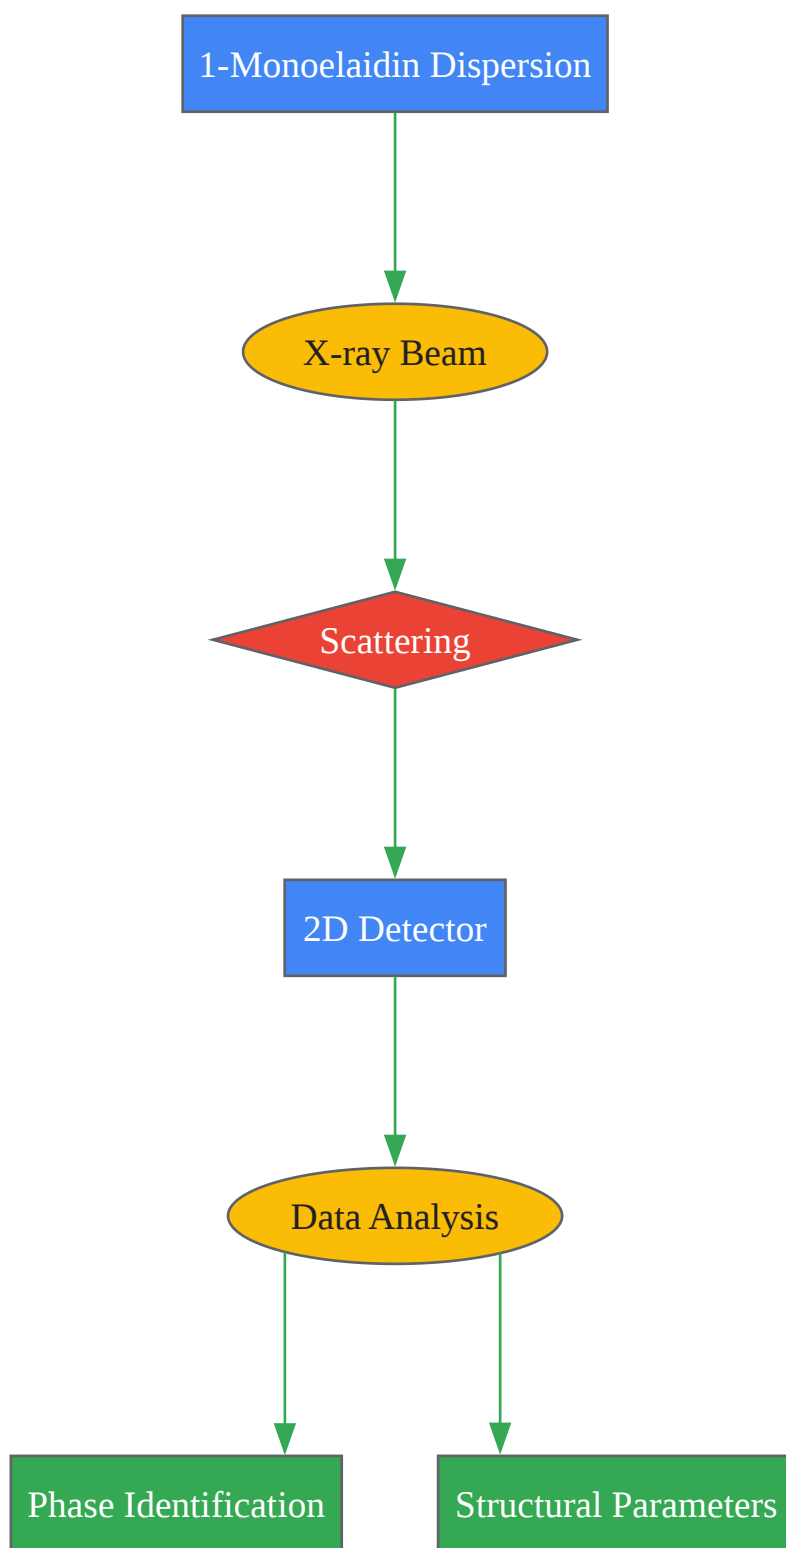 1-Monoelaidin Dispersion
X-ray Beam
Scattering
2D Detector
Data Analysis
Phase Identification
Structural Parameters